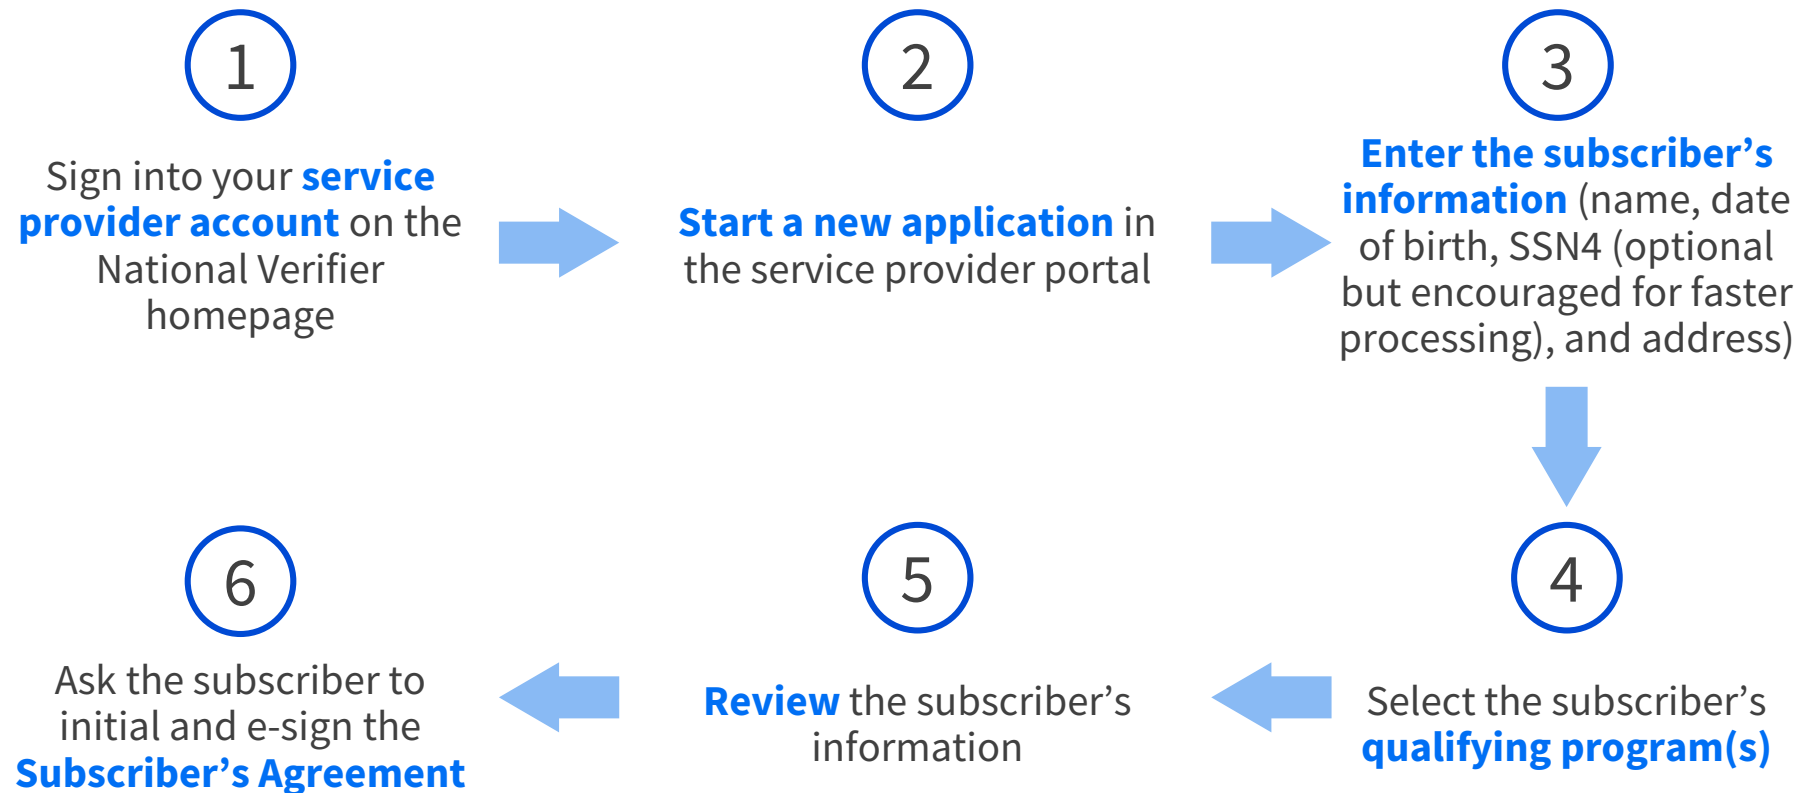 1
Sign into your service
provider account on the
National Verifier
homepage
2
Start a new application in
the service provider portal
3
Enter the subscriber’s
information (name, date
of birth, SSN4 (optional
but encouraged for faster
processing), and address)
4
Select the subscriber’s
qualifying program(s)
5
Review the subscriber’s
information
6
Ask the subscriber to
initial and e-sign the
Subscriber’s Agreement